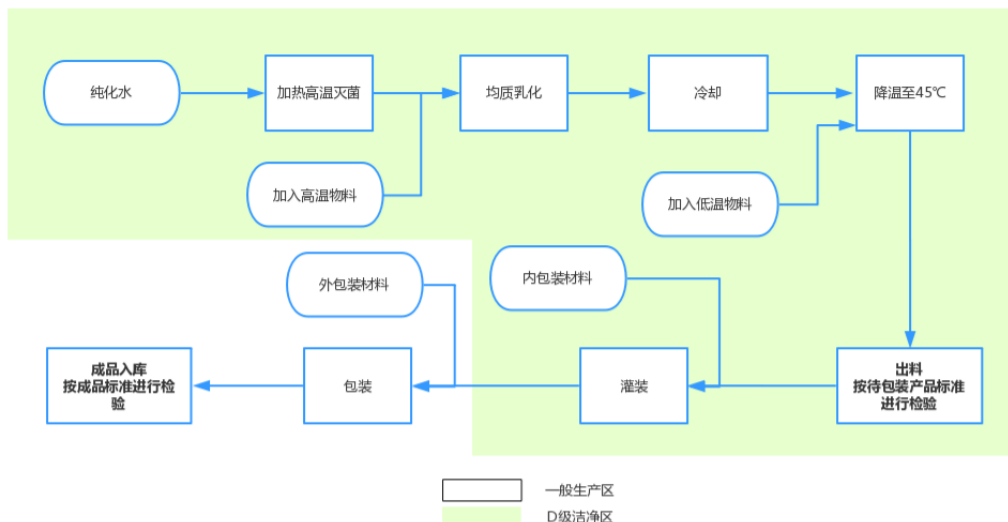 纯化水
加热高温灭菌
均质乳化
冷却
降温至45℃
加入高温物料
加入低温物料
外包装材料
内包装材料
成品入库
按成品标准进行检
验
包装
灌装
出料
按待包装产品标准
进行检验
一般生产区
D级洁净区